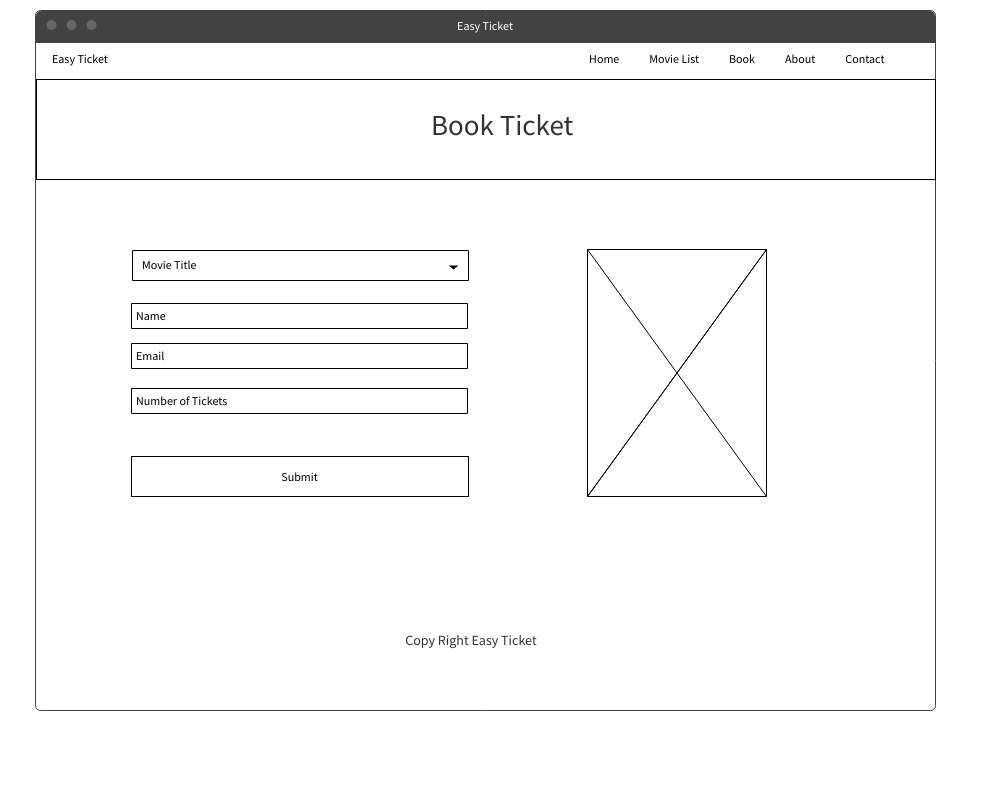 Easy Ticket
Easy Ticket Home Movie List Book About Contact
Book Ticket
Movie Title
Name
Email
Number of Tickets
Submit
Copy Right Easy Ticket